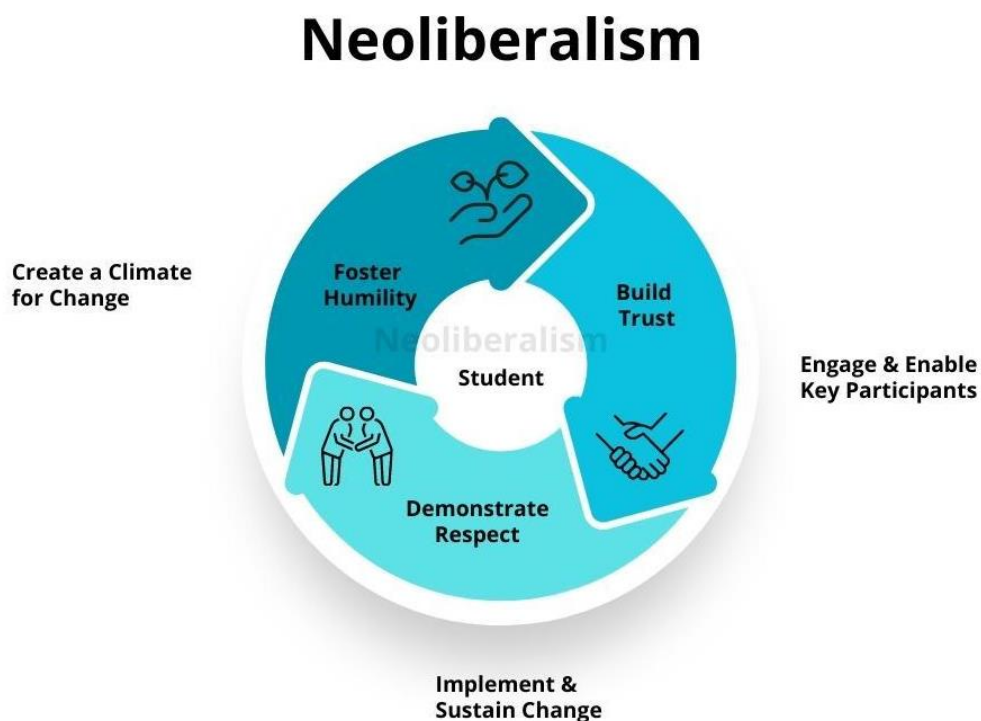 Neoliberalism
Foster
Humility
Build
Trust
Create a Climate
for Change
Neoliberalism
Student
Engage & Enable
Key Participants
Demonstrate
Respect
Implement &
Sustain Change